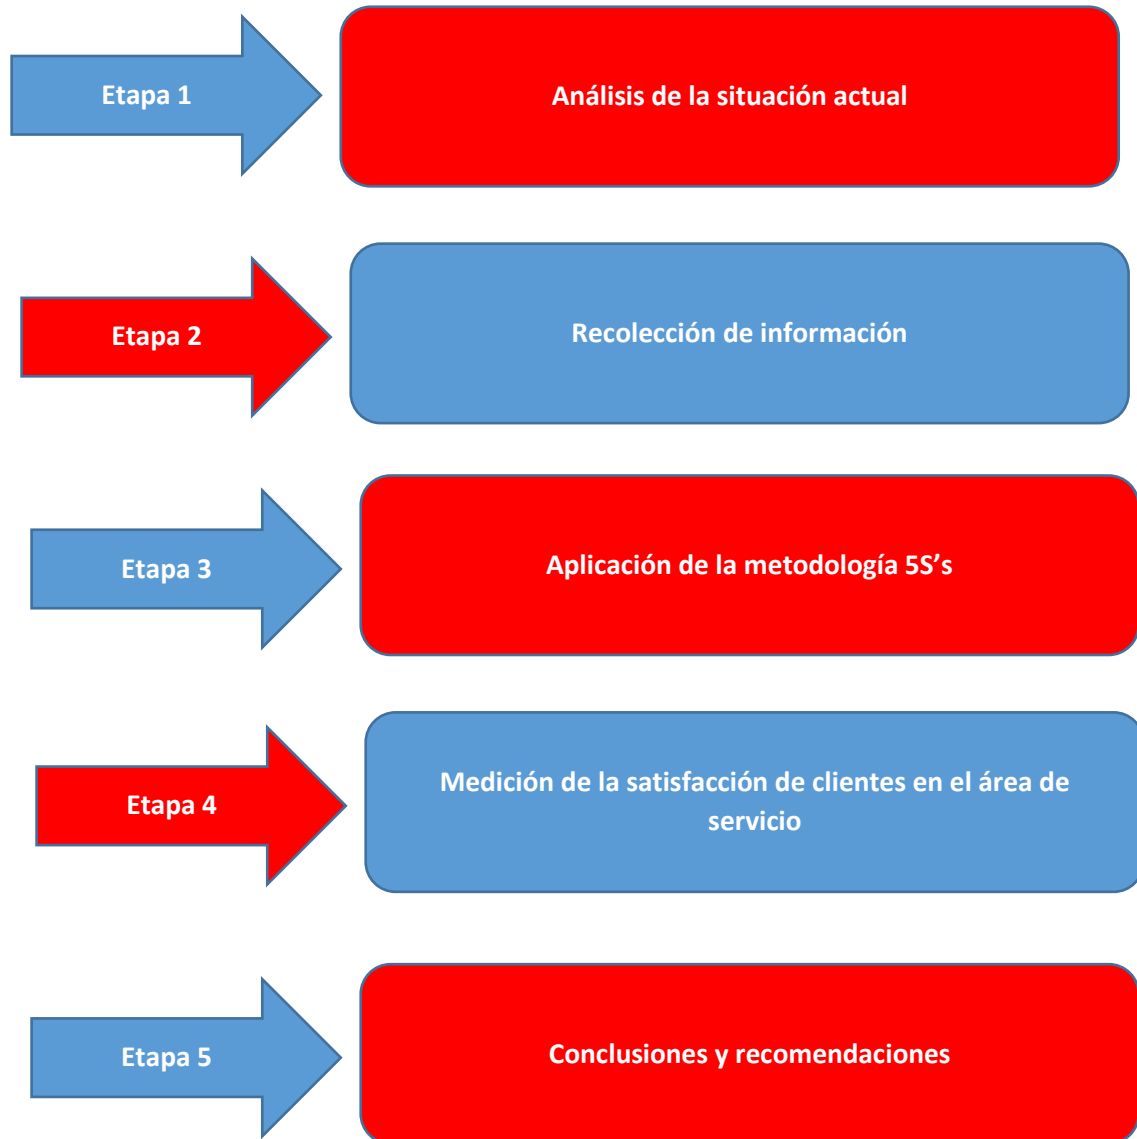 Etapa 1
Análisis de la situación actual
Etapa 2
Recolección de información
Etapa 3
Aplicación de la metodología 5S’s
Etapa 4
Medición de la satisfacción de clientes en el área de
servicio
Etapa 5
Conclusiones y recomendaciones